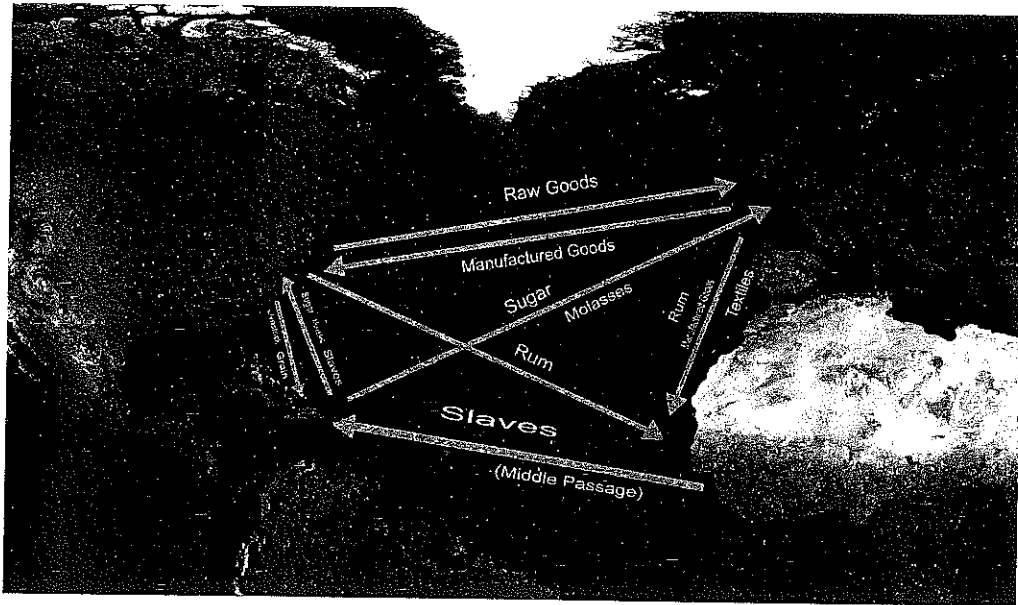 Raw Goods
Manufactured Goods
Sugar
Molasses
Rum
Textiles
Rum
Slaves
Grain
Slaves
(Middle Passage)